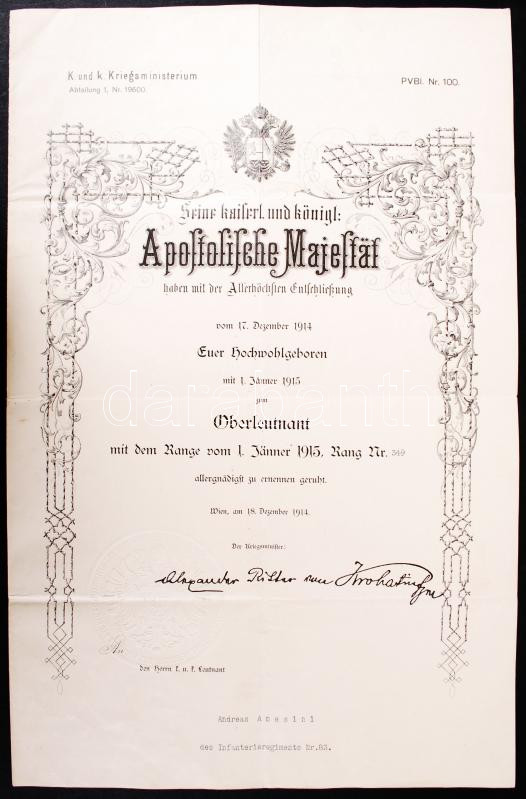 K. und k. Kriegsministerium
Abteilung 1, Nr. 19600.
PVBl. Nr. 100.
Seine kaiserl. und königl:
Apostolische Majestät
haben mit der Allerhöchsten Entschließung
vom 17. Dezember 1914
Euer Hochwohlgeboren
mit 1. Jänner 1915
zum
Oberleutnant
mit dem Range vom 1. Jänner 1915, Rang Nr. 349
allergnädigst zu ernennen geruht.
Wien, am 18. Dezember 1914.
Der Kriegsminister:
Alexander Ritter von Krobatin
An
den Herrn k. u. k. Leutnant
Andreas Abesini
des Infanterieregiments Nr.83.
darabanth